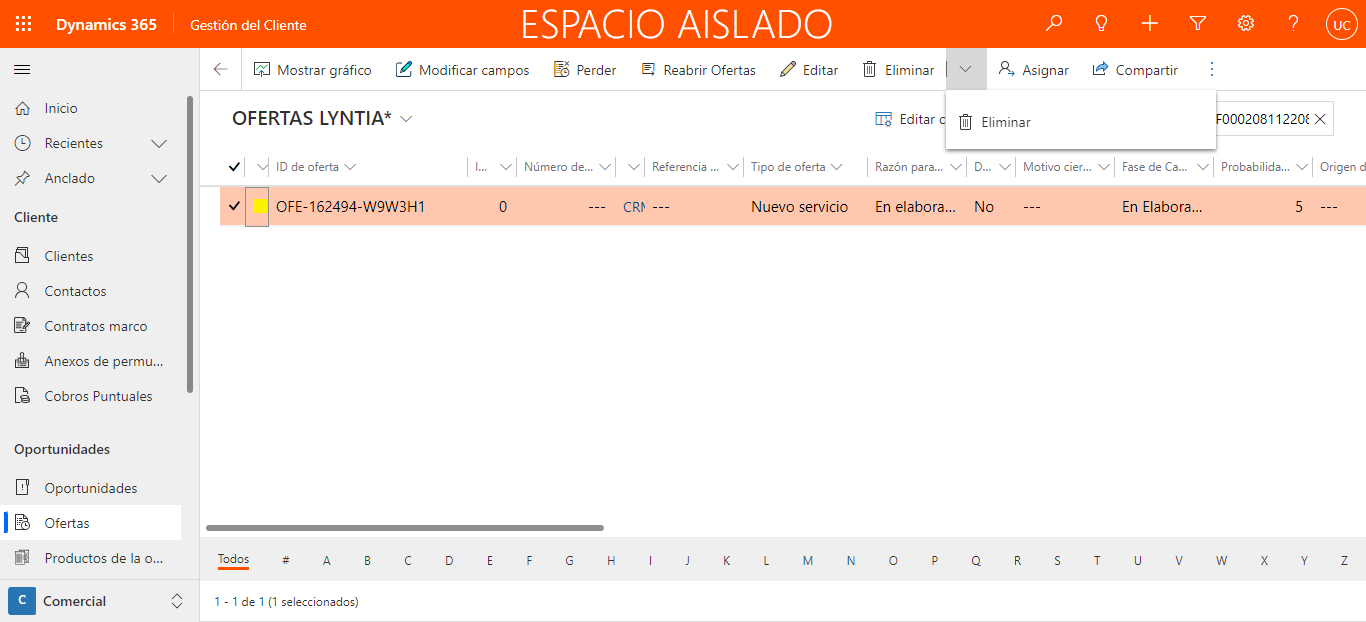 Dynamics 365 Gestión del Cliente ESPACIO AISLADO UC
Mostrar gráfico Modificar campos Perder Reabrir Ofertas Editar Eliminar Asignar Compartir
Inicio
Recientes
Anclado
Cliente
Clientes
Contactos
Contratos marco
Anexos de permu...
Cobros Puntuales
Oportunidades
Oportunidades
Ofertas
Productos de la o...
C Comercial
OFERTAS LYNTIA* Editar c
Eliminar
ID de oferta I... Número de... Referencia ... Tipo de oferta Razón para... D... Motivo cier... Fase de Ca... Probabilida... Origen d
OFE-162494-W9W3H1 0 --- CRM --- Nuevo servicio En elabora... No --- En Elabora... 5 ---
Todos # A B C D E F G H I J K L M N O P Q R S T U V W X Y Z
1 - 1 de 1 (1 seleccionados)